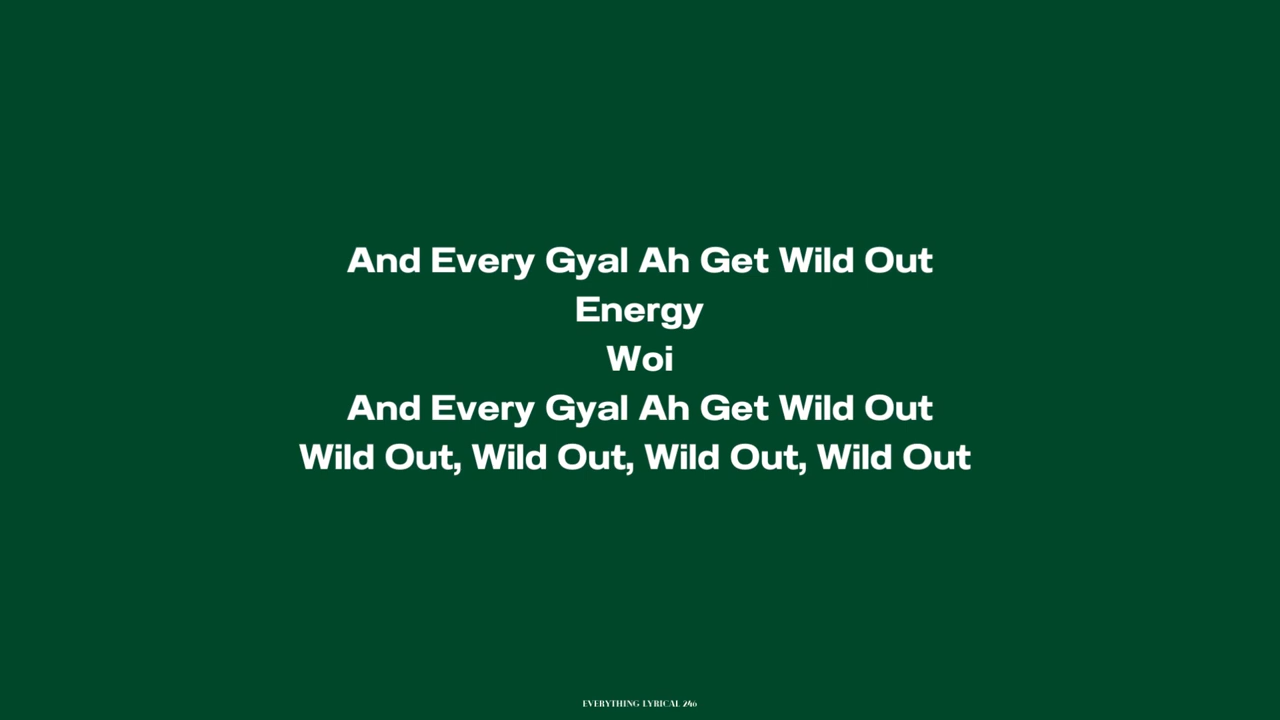 And Every Gyal Ah Get Wild Out
Energy
Woi
And Every Gyal Ah Get Wild Out
Wild Out, Wild Out, Wild Out, Wild Out
EVERYTHING LYRICAL 246